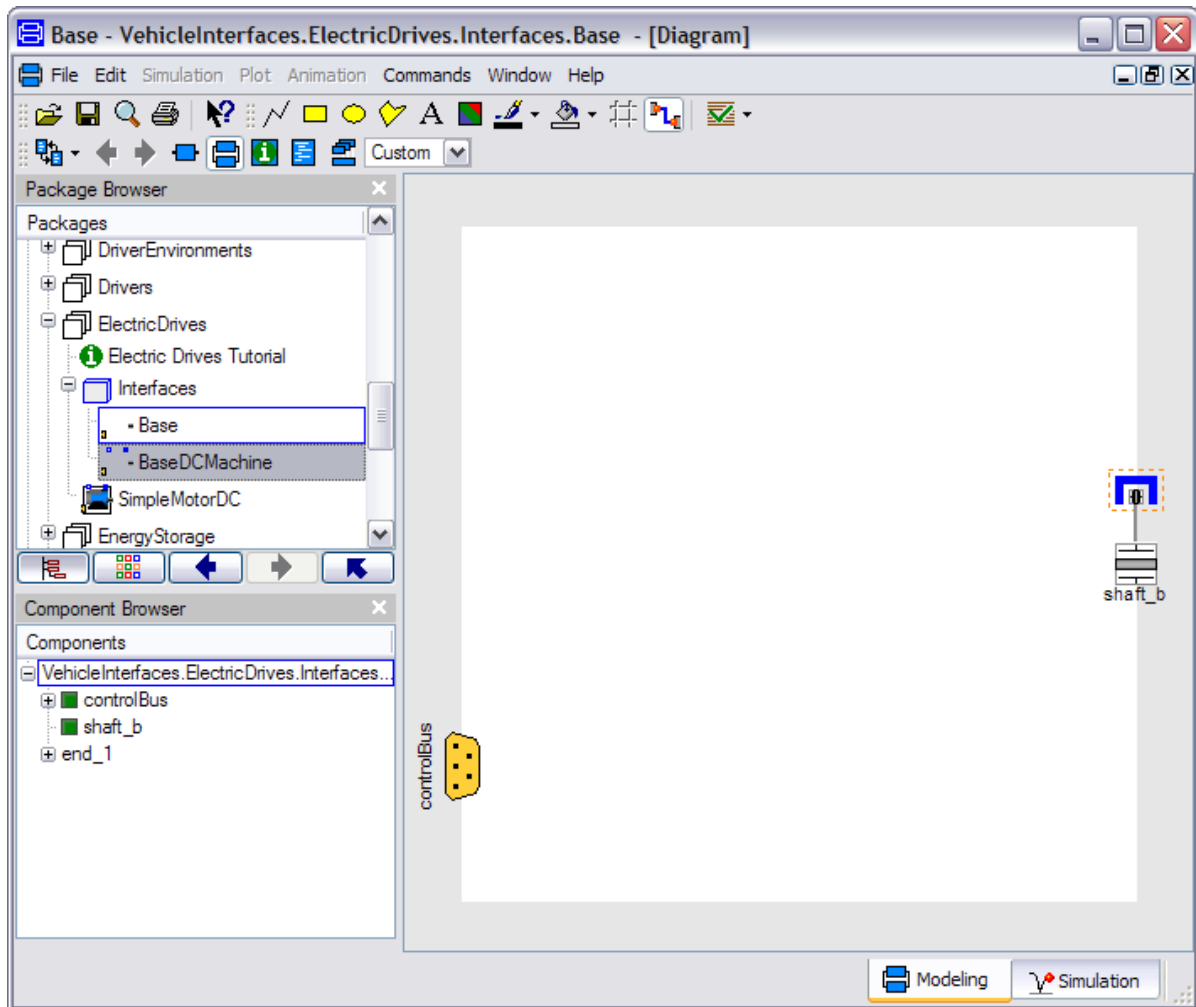 Base - VehicleInterfaces.ElectricDrives.Interfaces.Base - [Diagram]
File Edit Simulation Plot Animation Commands Window Help
A
Custom
Package Browser
Packages
DriverEnvironments
Drivers
ElectricDrives
Electric Drives Tutorial
Interfaces
- Base
- BaseDCMachine
SimpleMotorDC
EnergyStorage
Component Browser
Components
VehicleInterfaces.ElectricDrives.Interfaces...
controlBus
shaft_b
end_1
controlBus
shaft_b
Modeling Simulation